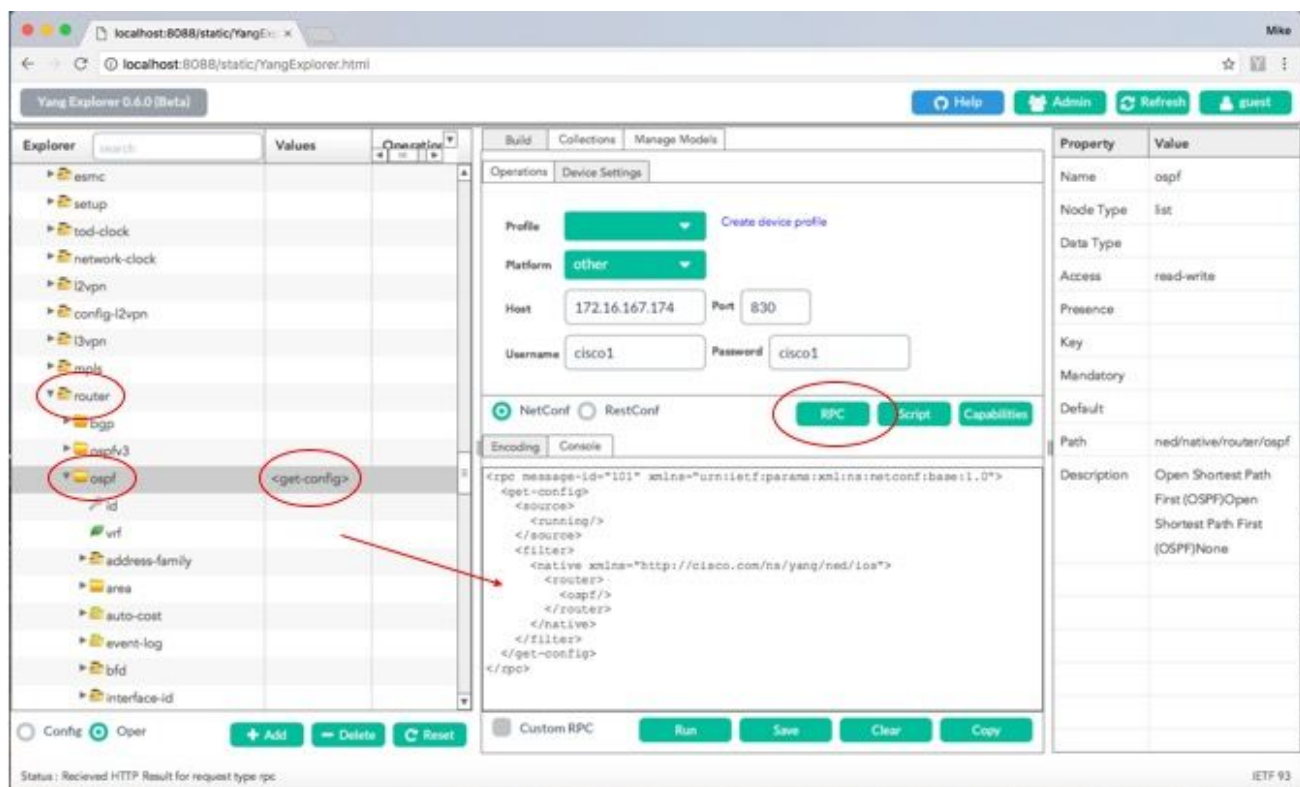 localhost:8088/static/YangEx
Mike
localhost:8088/static/YangExplorer.html
Yang Explorer 0.6.0 (Beta)
Help
Admin
Refresh
guest
Explorer
search
Values
Operation
esmc
setup
tod-clock
network-clock
l2vpn
config-l2vpn
l3vpn
mpls
router
bgp
ospfv3
ospf
<get-config>
id
vrf
address-family
area
auto-cost
event-log
bfd
interface-id
Config
Oper
+ Add
Delete
Reset
Build
Collections
Manage Models
Operations
Device Settings
Profile
Create device profile
Platform
other
Host
172.16.167.174
Port
830
Username
cisco1
Password
cisco1
NetConf
RestConf
RPC
Script
Capabilities
Encoding
Console
<rpc message-id="101" xmlns="urn:ietf:params:xml:ns:netconf:base:1.0">
<get-config>
<source>
<running/>
</source>
<filter>
<native xmlns="http://cisco.com/ns/yang/ned/ios">
<router>
<ospf/>
</router>
</native>
</filter>
</get-config>
</rpc>
Custom RPC
Run
Save
Clear
Copy
Property
Value
Name
ospf
Node Type
list
Data Type
Access
read-write
Presence
Key
Mandatory
Default
Path
ned/native/router/ospf
Description
Open Shortest Path
First (OSPF)Open
Shortest Path First
(OSPF)None
Status : Recieved HTTP Result for request type rpc
IETF 93